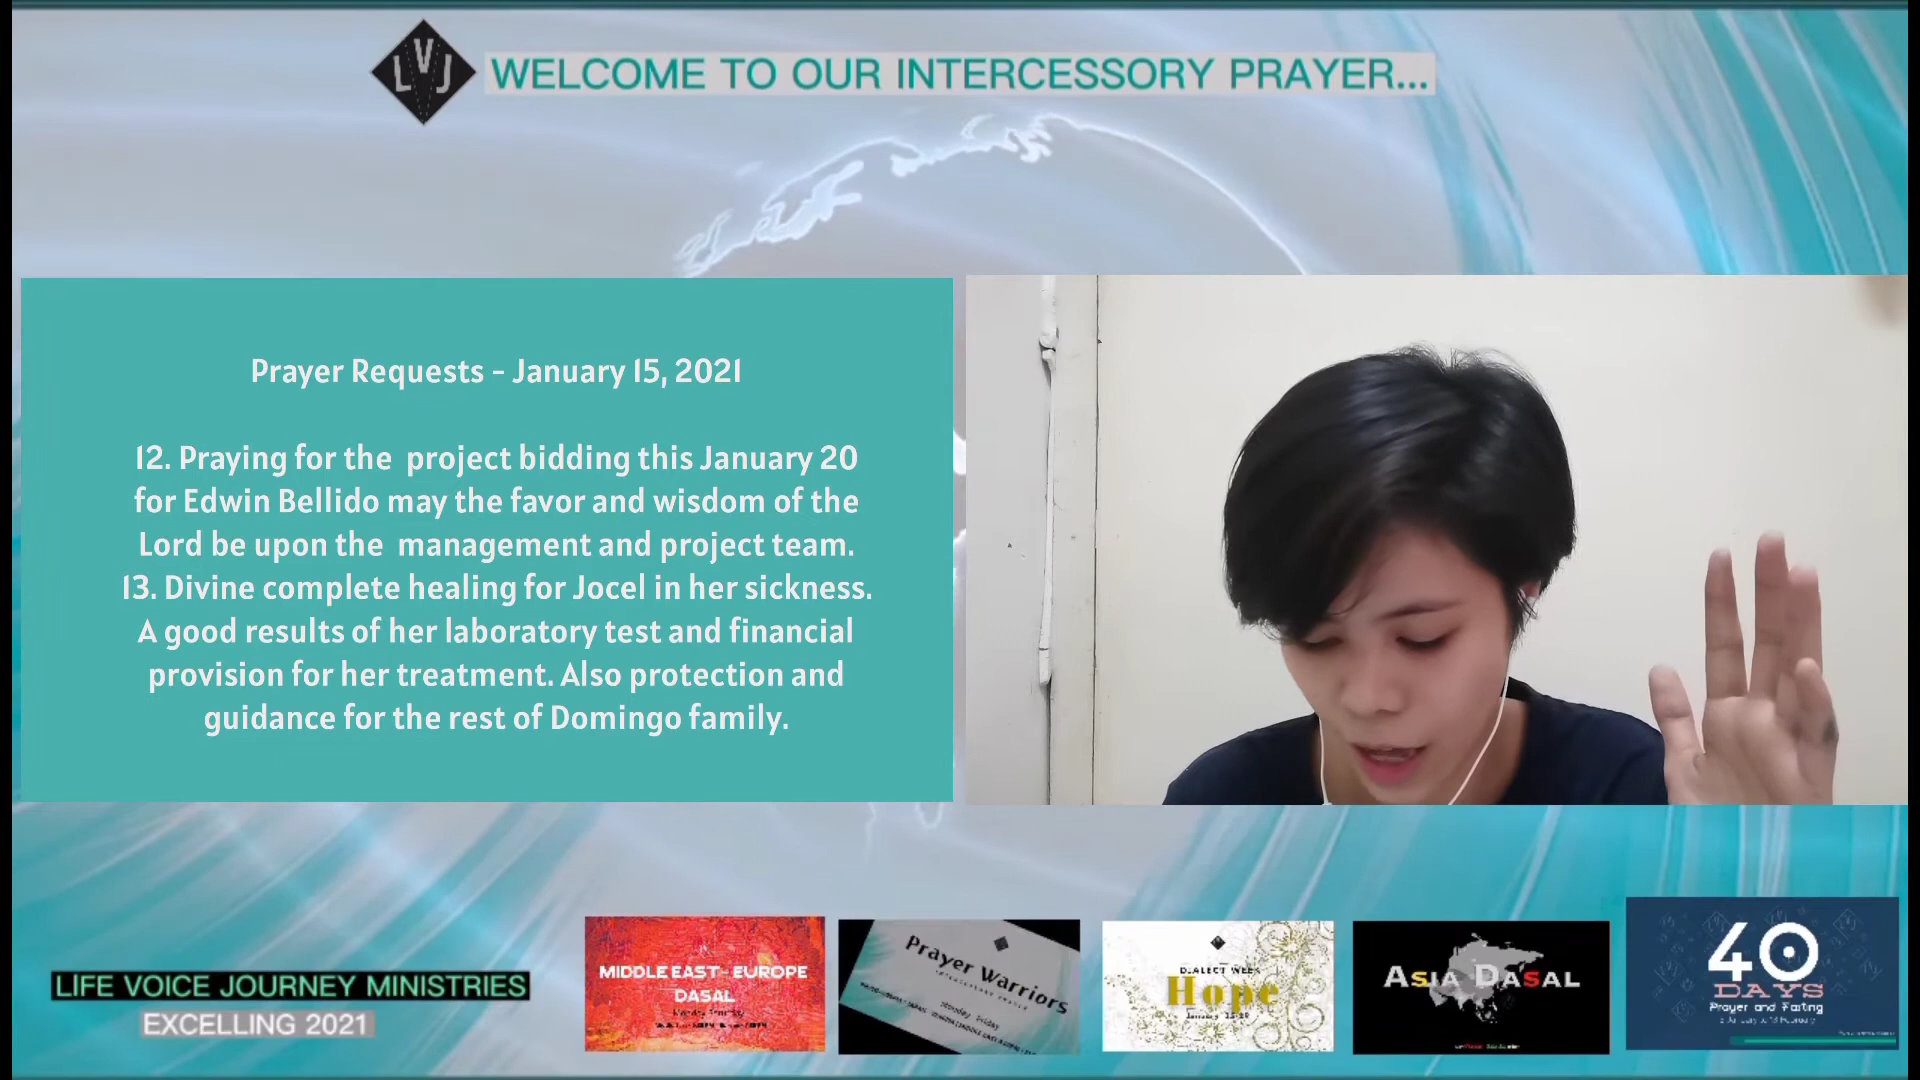 LVJ
WELCOME TO OUR INTERCESSORY PRAYER...
Prayer Requests - January 15, 2021
12. Praying for the project bidding this January 20
for Edwin Bellido may the favor and wisdom of the
Lord be upon the management and project team.
13. Divine complete healing for Jocel in her sickness.
A good results of her laboratory test and financial
provision for her treatment. Also protection and
guidance for the rest of Domingo family.
LIFE VOICE JOURNEY MINISTRIES
EXCELLING 2021
MIDDLE EAST - EUROPE
DASAL
Monday
Prayer Warriors
INTERCESSORY PRAYER
DIALECT WEEK
Hope
January
ASIA DASAL
40
DAYS
Prayer and Fasting